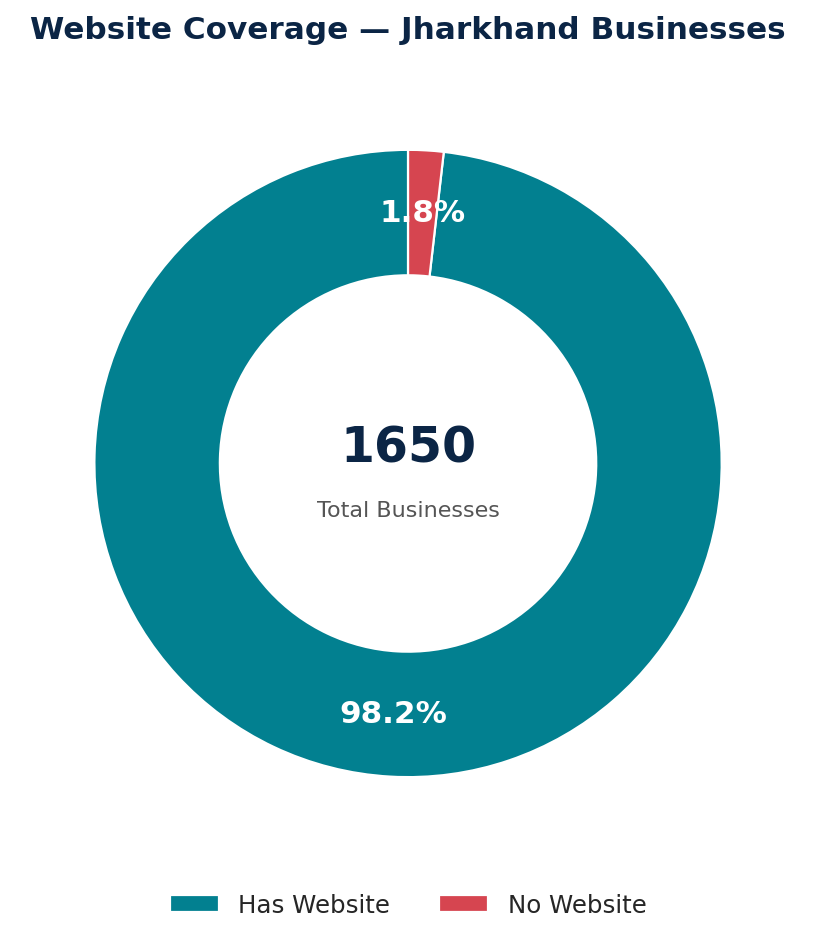 Website Coverage — Jharkhand Businesses
1.8%
1650
Total Businesses
98.2%
Has Website
No Website